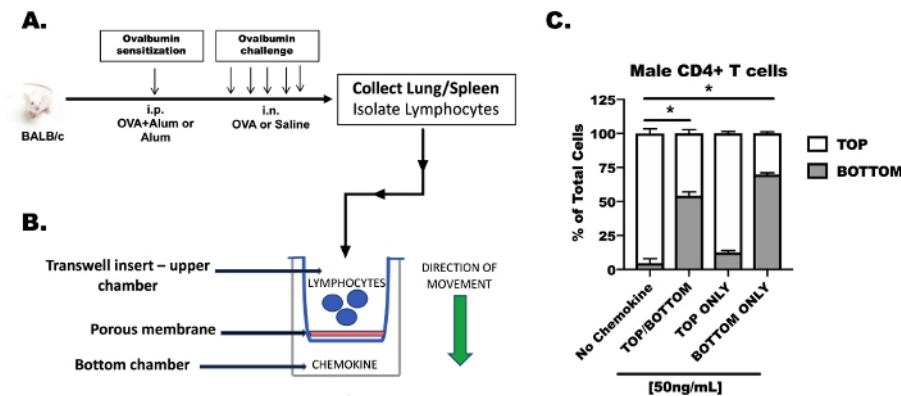 A.
Ovalbumin
sensitization
Ovalbumin
challenge
i.p.
OVA+Alum or
Alum
i.n.
OVA or Saline
BALB/c
Collect Lung/Spleen
Isolate Lymphocytes
B.
Transwell insert – upper
chamber
LYMPHOCYTES
Porous membrane
Bottom chamber
CHEMOKINE
DIRECTION OF
MOVEMENT
C.
Male CD4+ T cells
% of Total Cells
125
100
75
50
25
0
*
*
TOP
BOTTOM
No Chemokine
TOP/BOTTOM
TOP ONLY
BOTTOM ONLY
[50ng/mL]